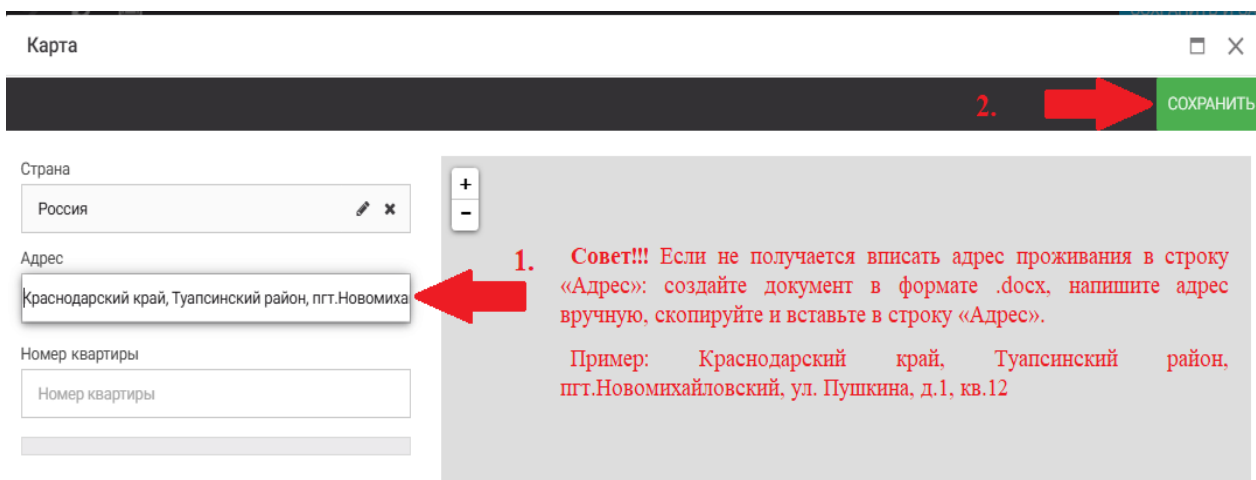 Карта
2.
СОХРАНИТЬ
Страна
Россия
Адрес
Краснодарский край, Туапсинский район, пгт.Новомиха
Номер квартиры
Номер квартиры
+
-
1.
Совет!!! Если не получается вписать адрес проживания в строку
«Адрес»: создайте документ в формате .docx, напишите адрес
вручную, скопируйте и вставьте в строку «Адрес».
Пример: Краснодарский край, Туапсинский район,
пгт.Новомихайловский, ул. Пушкина, д.1, кв.12